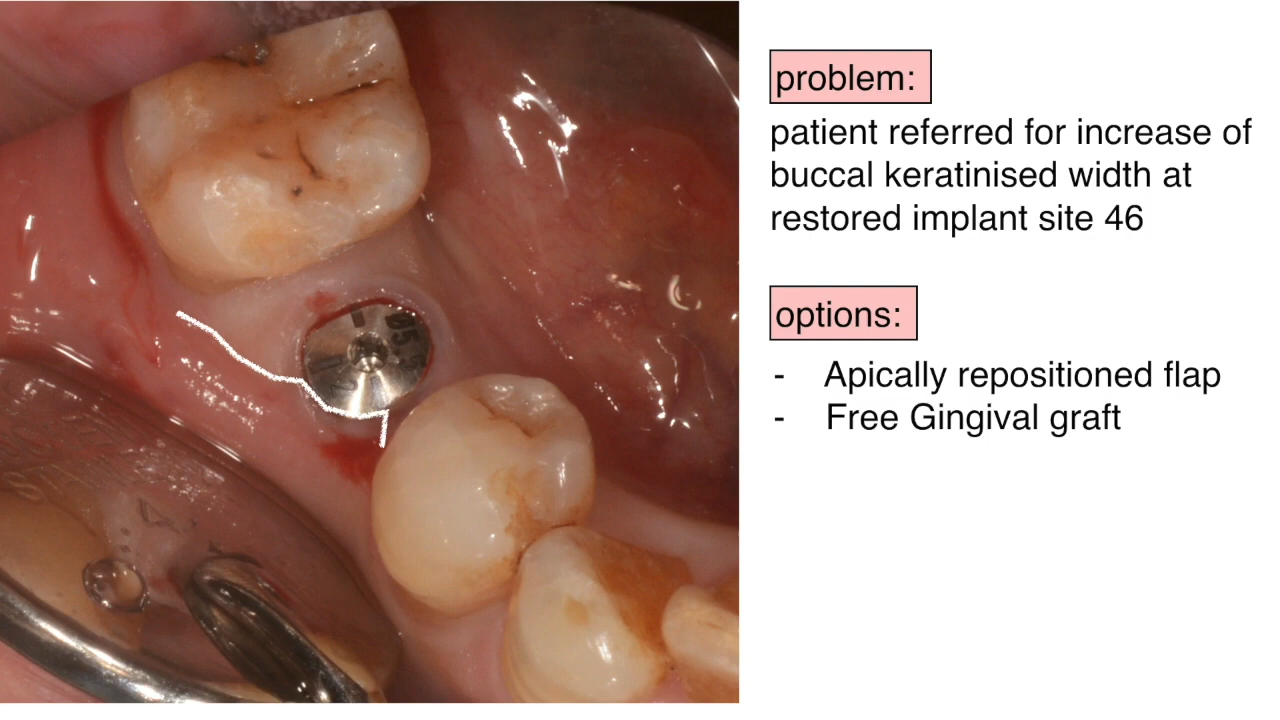 problem:
patient referred for increase of
buccal keratinised width at
restored implant site 46
options:
- Apically repositioned flap
- Free Gingival graft